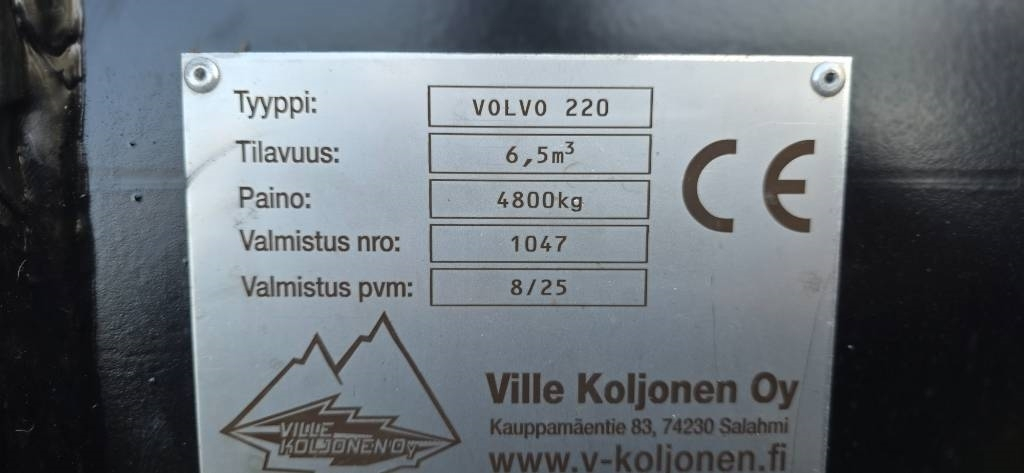 Tyyppi: VOLVO 220
Tilavuus: 6,5m³
Paino: 4800kg
Valmistus nro: 1047
Valmistus pvm: 8/25
CE
VILLE
KOLJONEN OY
Ville Koljonen Oy
Kauppamäentie 83, 74230 Salahmi
www.v-koljonen.fi